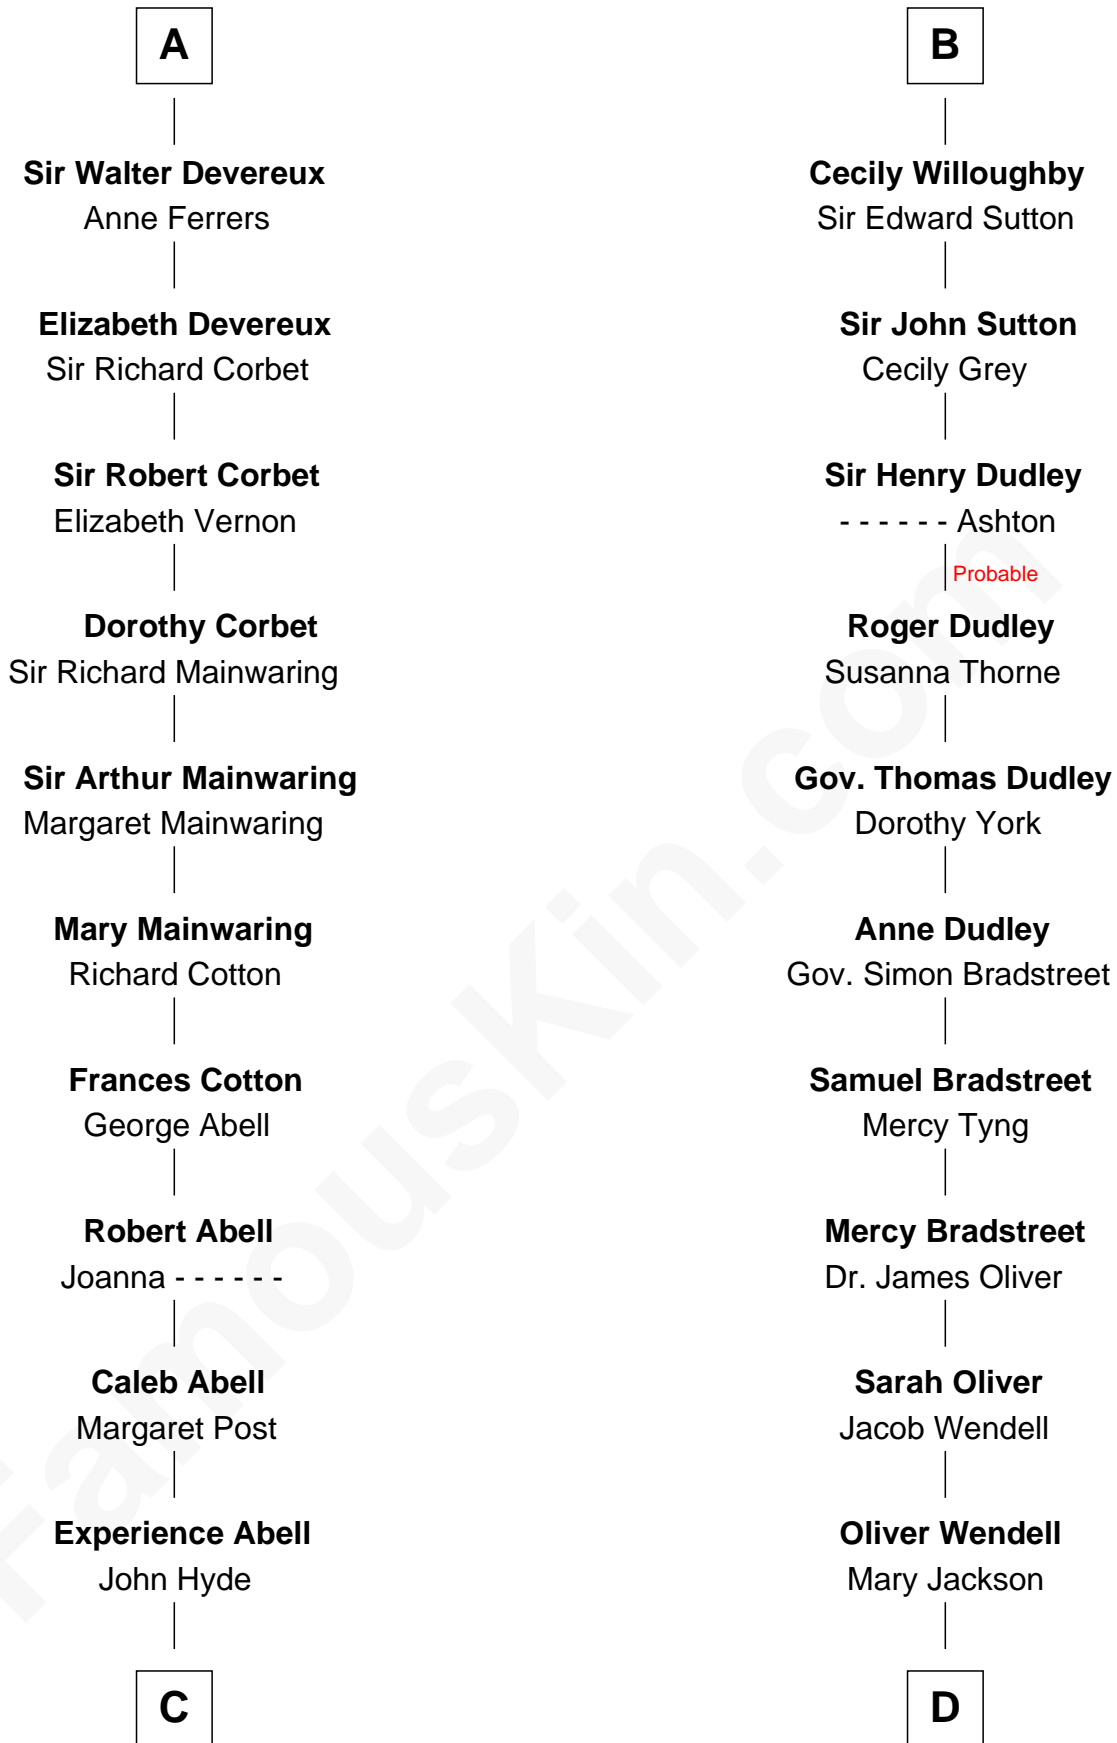 A
Sir Walter Devereux
Anne Ferrers
Elizabeth Devereux
Sir Richard Corbet
Sir Robert Corbet
Elizabeth Vernon
Dorothy Corbet
Sir Richard Mainwaring
Sir Arthur Mainwaring
Margaret Mainwaring
Mary Mainwaring
Richard Cotton
Frances Cotton
George Abell
Robert Abell
Joanna - - - - - -
Caleb Abell
Margaret Post
Experience Abell
John Hyde
C
B
Cecily Willoughby
Sir Edward Sutton
Sir John Sutton
Cecily Grey
Sir Henry Dudley
- - - - - - Ashton
Probable
Roger Dudley
Susanna Thorne
Gov. Thomas Dudley
Dorothy York
Anne Dudley
Gov. Simon Bradstreet
Samuel Bradstreet
Mercy Tyng
Mercy Bradstreet
Dr. James Oliver
Sarah Oliver
Jacob Wendell
Oliver Wendell
Mary Jackson
D
FamousKin.com